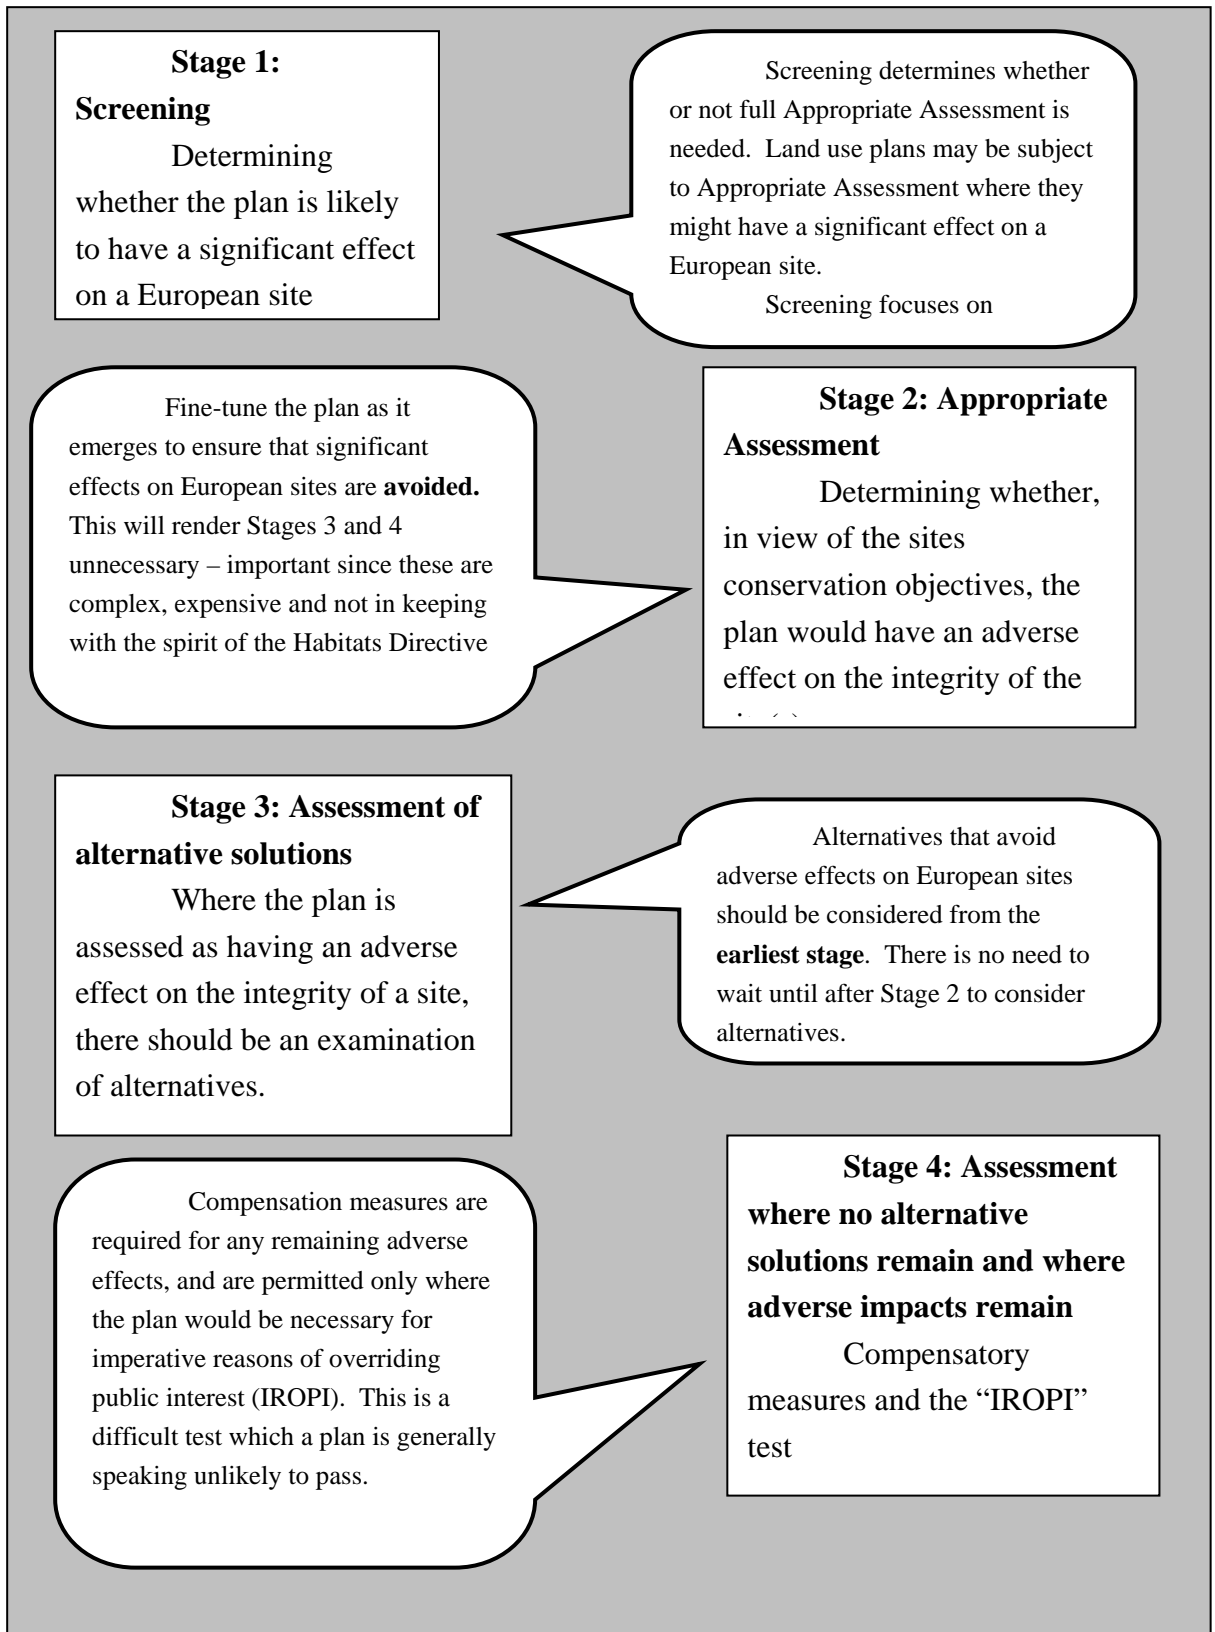 Stage 1:
Screening
Determining
whether the plan is likely
to have a significant effect
on a European site
Screening determines whether
or not full Appropriate Assessment is
needed.  Land use plans may be subject
to Appropriate Assessment where they
might have a significant effect on a
European site.
Screening focuses on
Fine-tune the plan as it
emerges to ensure that significant
effects on European sites are avoided.
This will render Stages 3 and 4
unnecessary – important since these are
complex, expensive and not in keeping
with the spirit of the Habitats Directive
Stage 2: Appropriate
Assessment
Determining whether,
in view of the sites
conservation objectives, the
plan would have an adverse
effect on the integrity of the
Stage 3: Assessment of
alternative solutions
Where the plan is
assessed as having an adverse
effect on the integrity of a site,
there should be an examination
of alternatives.
Alternatives that avoid
adverse effects on European sites
should be considered from the
earliest stage.  There is no need to
wait until after Stage 2 to consider
alternatives.
Compensation measures are
required for any remaining adverse
effects, and are permitted only where
the plan would be necessary for
imperative reasons of overriding
public interest (IROPI).  This is a
difficult test which a plan is generally
speaking unlikely to pass.
Stage 4: Assessment
where no alternative
solutions remain and where
adverse impacts remain
Compensatory
measures and the “IROPI”
test